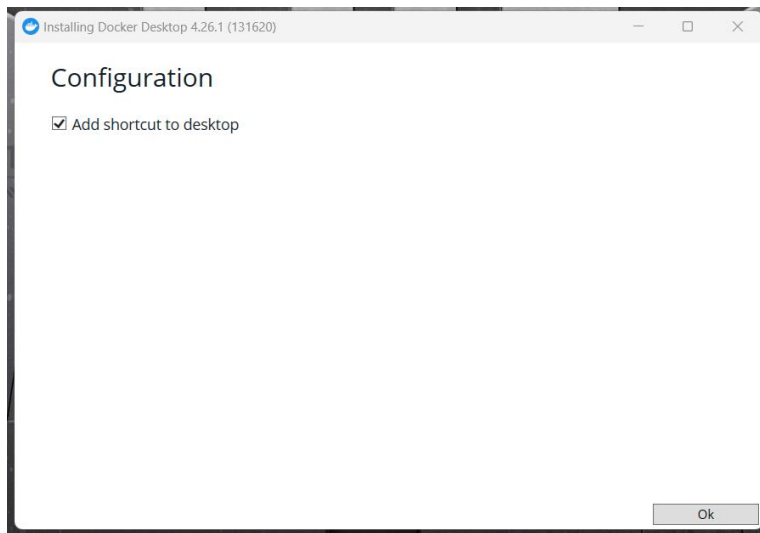 Installing Docker Desktop 4.26.1 (131620)
Configuration
Add shortcut to desktop
Ok